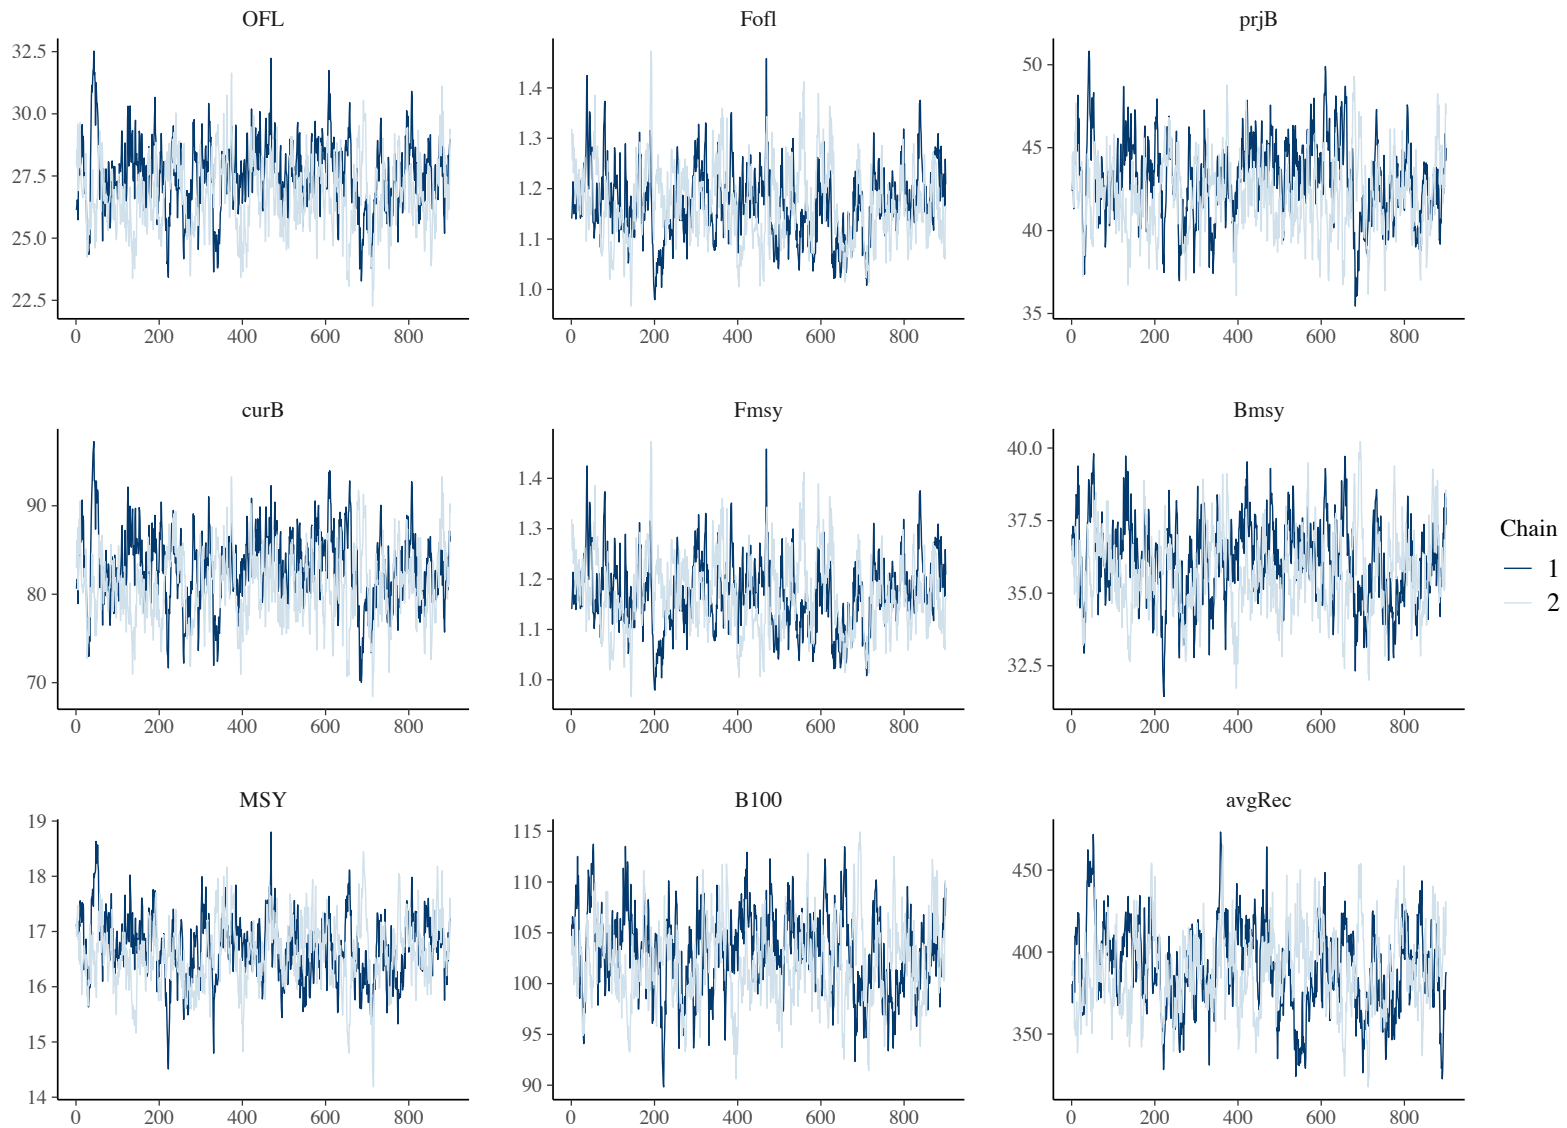 OFL Fofl prjB
32.5 30.0 27.5 25.0 22.5
1.4 1.3 1.2 1.1 1.0
50 45 40 35
0 200 400 600 800 0 200 400 600 800 0 200 400 600 800
curB Fmsy Bmsy
90 80 70
1.4 1.3 1.2 1.1 1.0
40.0 37.5 35.0 32.5
Chain
1
2
0 200 400 600 800 0 200 400 600 800 0 200 400 600 800
MSY B100 avgRec
19 18 17 16 15 14
115 110 105 100 95 90
450 400 350
0 200 400 600 800 0 200 400 600 800 0 200 400 600 800